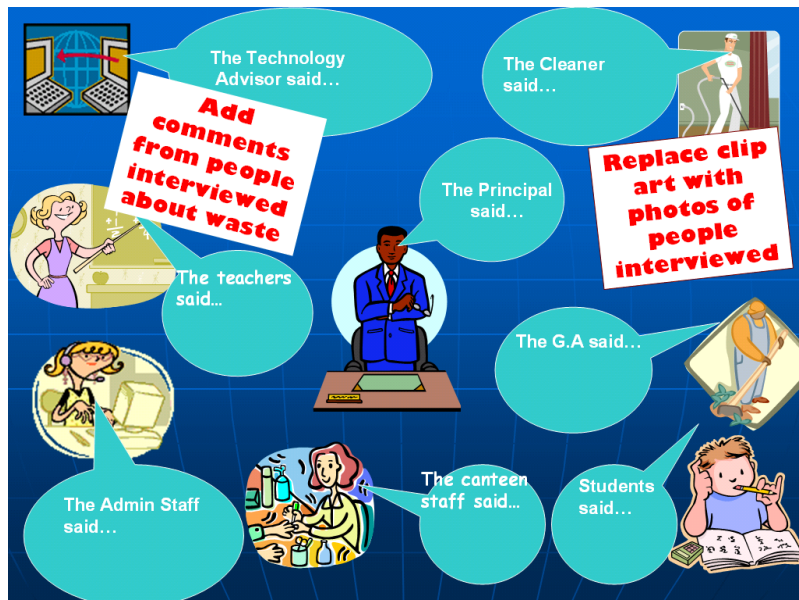 The Technology
Advisor said…
The Cleaner
said…
Add
comments
from people
interviewed
about waste
Replace clip
art with
photos of
people
interviewed
The Principal
said…
The teachers
said…
The G.A said…
The Admin Staff
said…
The canteen
staff said…
Students
said…